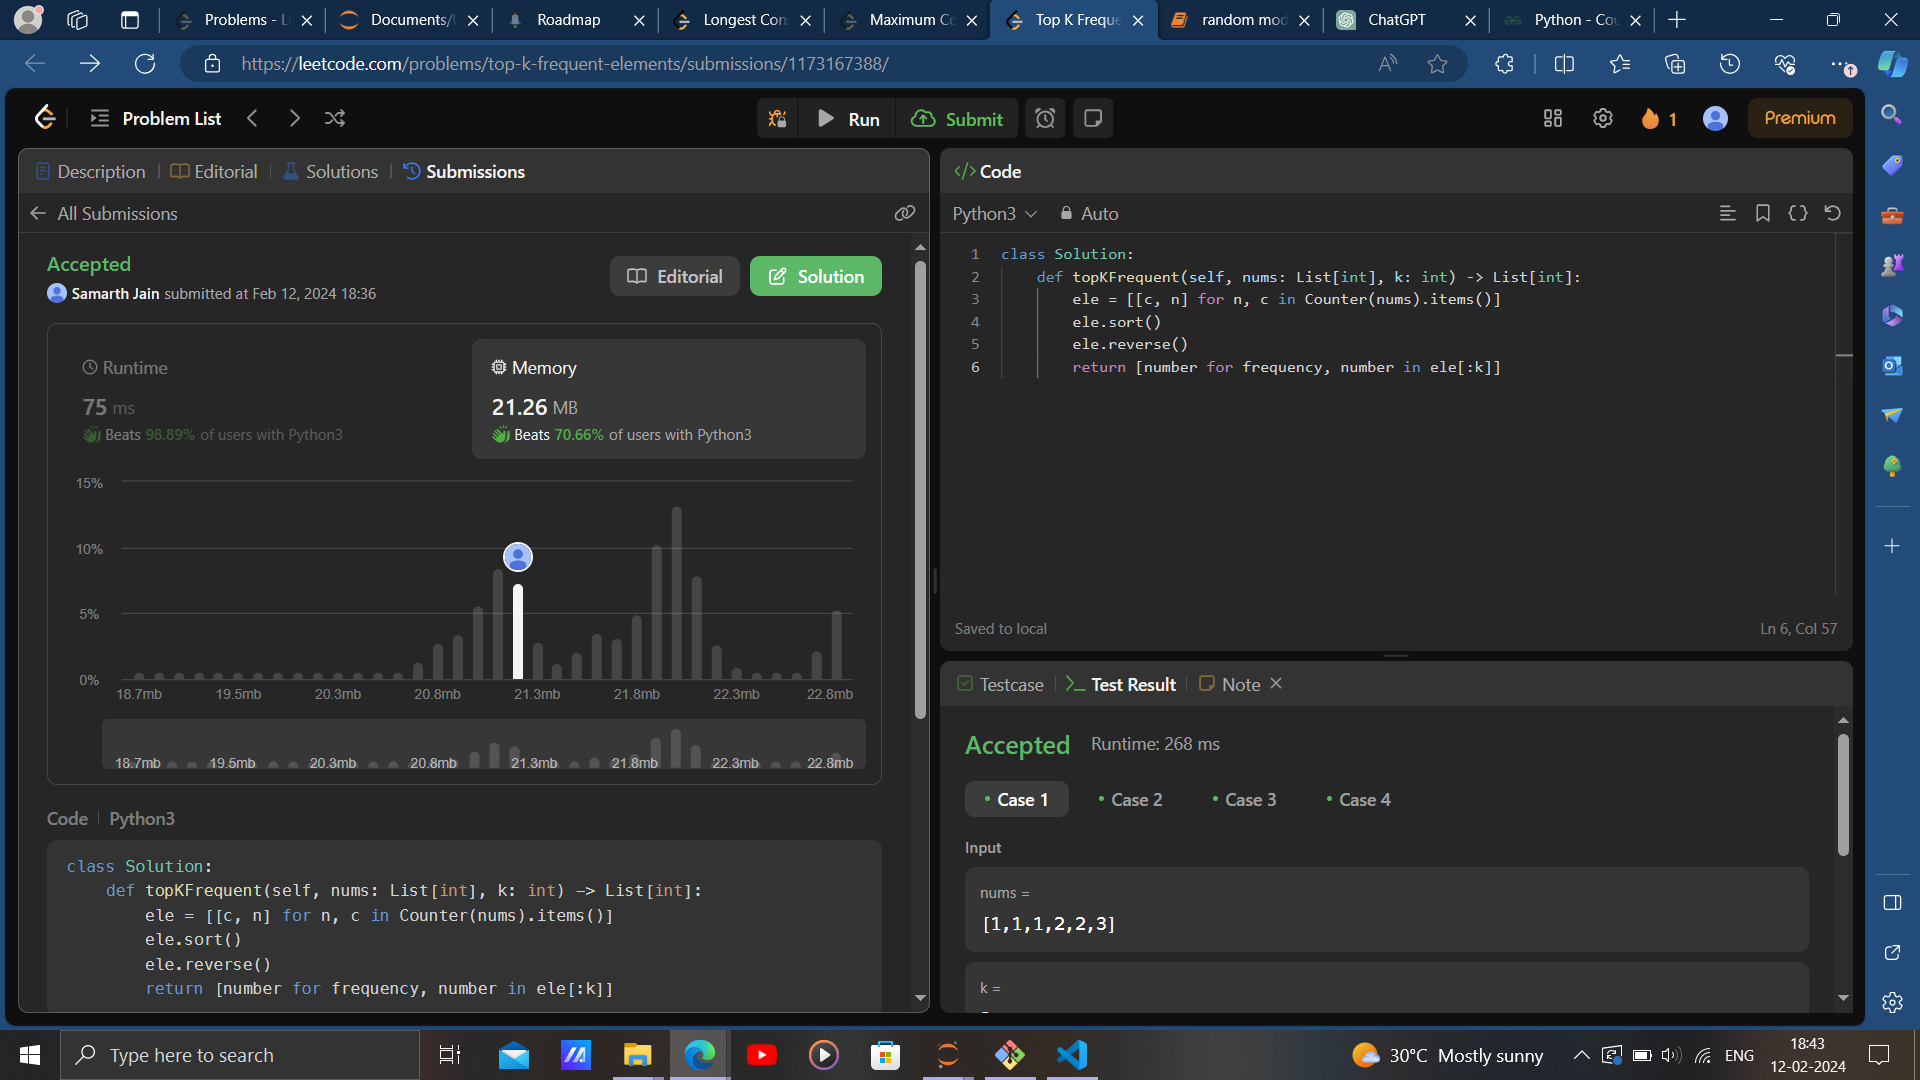 Problems - L
Documents/
Roadmap
Longest Con
Maximum Co
Top K Freque
random mod
ChatGPT
Python - Cou
https://leetcode.com/problems/top-k-frequent-elements/submissions/1173167388/
Problem List
Run
Submit
1
Premium
Description
Editorial
Solutions
Submissions
All Submissions
Accepted
Samarth Jain submitted at Feb 12, 2024 18:36
Editorial
Solution
Runtime
75 ms
Beats 98.89% of users with Python3
Memory
21.26 MB
Beats 70.66% of users with Python3
15%
10%
5%
0%
18.7mb 19.5mb 20.3mb 20.8mb 21.3mb 21.8mb 22.3mb 22.8mb
18.7mb 19.5mb 20.3mb 20.8mb 21.3mb 21.8mb 22.3mb 22.8mb
Code | Python3
class Solution:
    def topKFrequent(self, nums: List[int], k: int) -> List[int]:
        ele = [[c, n] for n, c in Counter(nums).items()]
        ele.sort()
        ele.reverse()
        return [number for frequency, number in ele[:k]]
</> Code
Python3
Auto
1 class Solution:
2     def topKFrequent(self, nums: List[int], k: int) -> List[int]:
3         ele = [[c, n] for n, c in Counter(nums).items()]
4         ele.sort()
5         ele.reverse()
6         return [number for frequency, number in ele[:k]]
Saved to local
Ln 6, Col 57
Testcase
Test Result
Note
Accepted Runtime: 268 ms
Case 1
Case 2
Case 3
Case 4
Input
nums =
[1,1,1,2,2,3]
k =
Type here to search
30°C Mostly sunny
ENG
18:43
12-02-2024